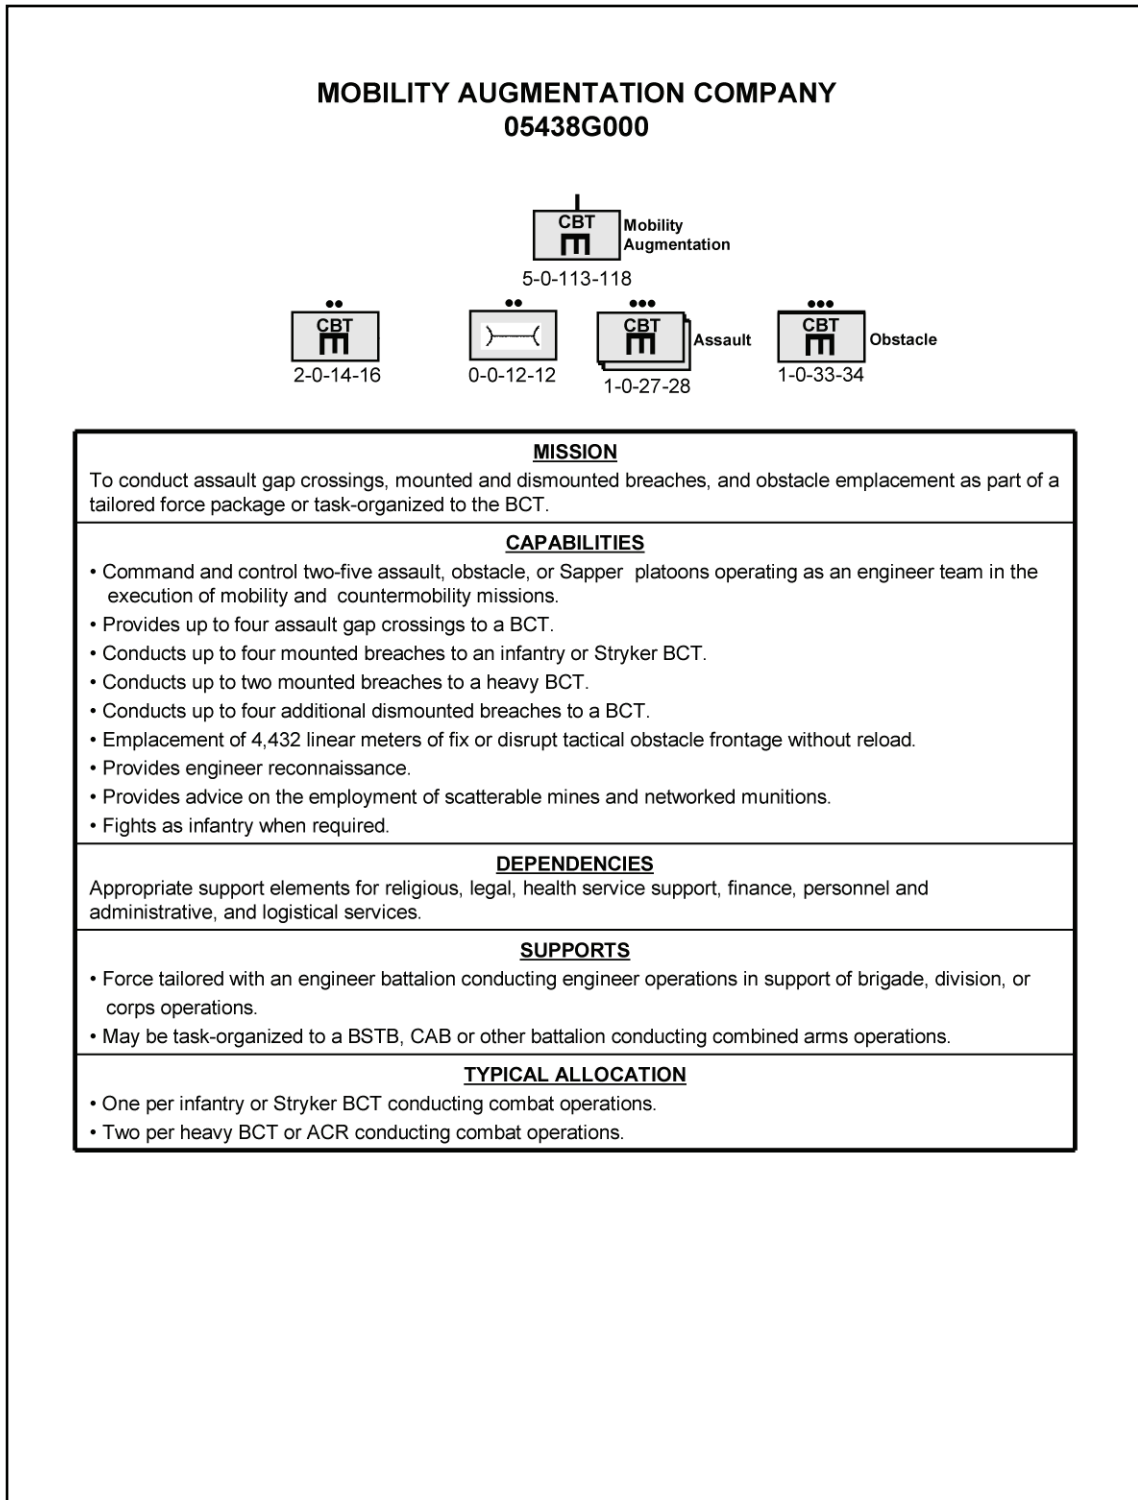 MOBILITY AUGMENTATION COMPANY
05438G000
CBT
Mobility
Augmentation
5-0-113-118
CBT
2-0-14-16
0-0-12-12
CBT
Assault
1-0-27-28
CBT
Obstacle
1-0-33-34
MISSION
To conduct assault gap crossings, mounted and dismounted breaches, and obstacle emplacement as part of a
tailored force package or task-organized to the BCT.
CAPABILITIES
• Command and control two-five assault, obstacle, or Sapper platoons operating as an engineer team in the
execution of mobility and countermobility missions.
• Provides up to four assault gap crossings to a BCT.
• Conducts up to four mounted breaches to an infantry or Stryker BCT.
• Conducts up to two mounted breaches to a heavy BCT.
• Conducts up to four additional dismounted breaches to a BCT.
• Emplacement of 4,432 linear meters of fix or disrupt tactical obstacle frontage without reload.
• Provides engineer reconnaissance.
• Provides advice on the employment of scatterable mines and networked munitions.
• Fights as infantry when required.
DEPENDENCIES
Appropriate support elements for religious, legal, health service support, finance, personnel and
administrative, and logistical services.
SUPPORTS
• Force tailored with an engineer battalion conducting engineer operations in support of brigade, division, or
corps operations.
• May be task-organized to a BSTB, CAB or other battalion conducting combined arms operations.
TYPICAL ALLOCATION
• One per infantry or Stryker BCT conducting combat operations.
• Two per heavy BCT or ACR conducting combat operations.